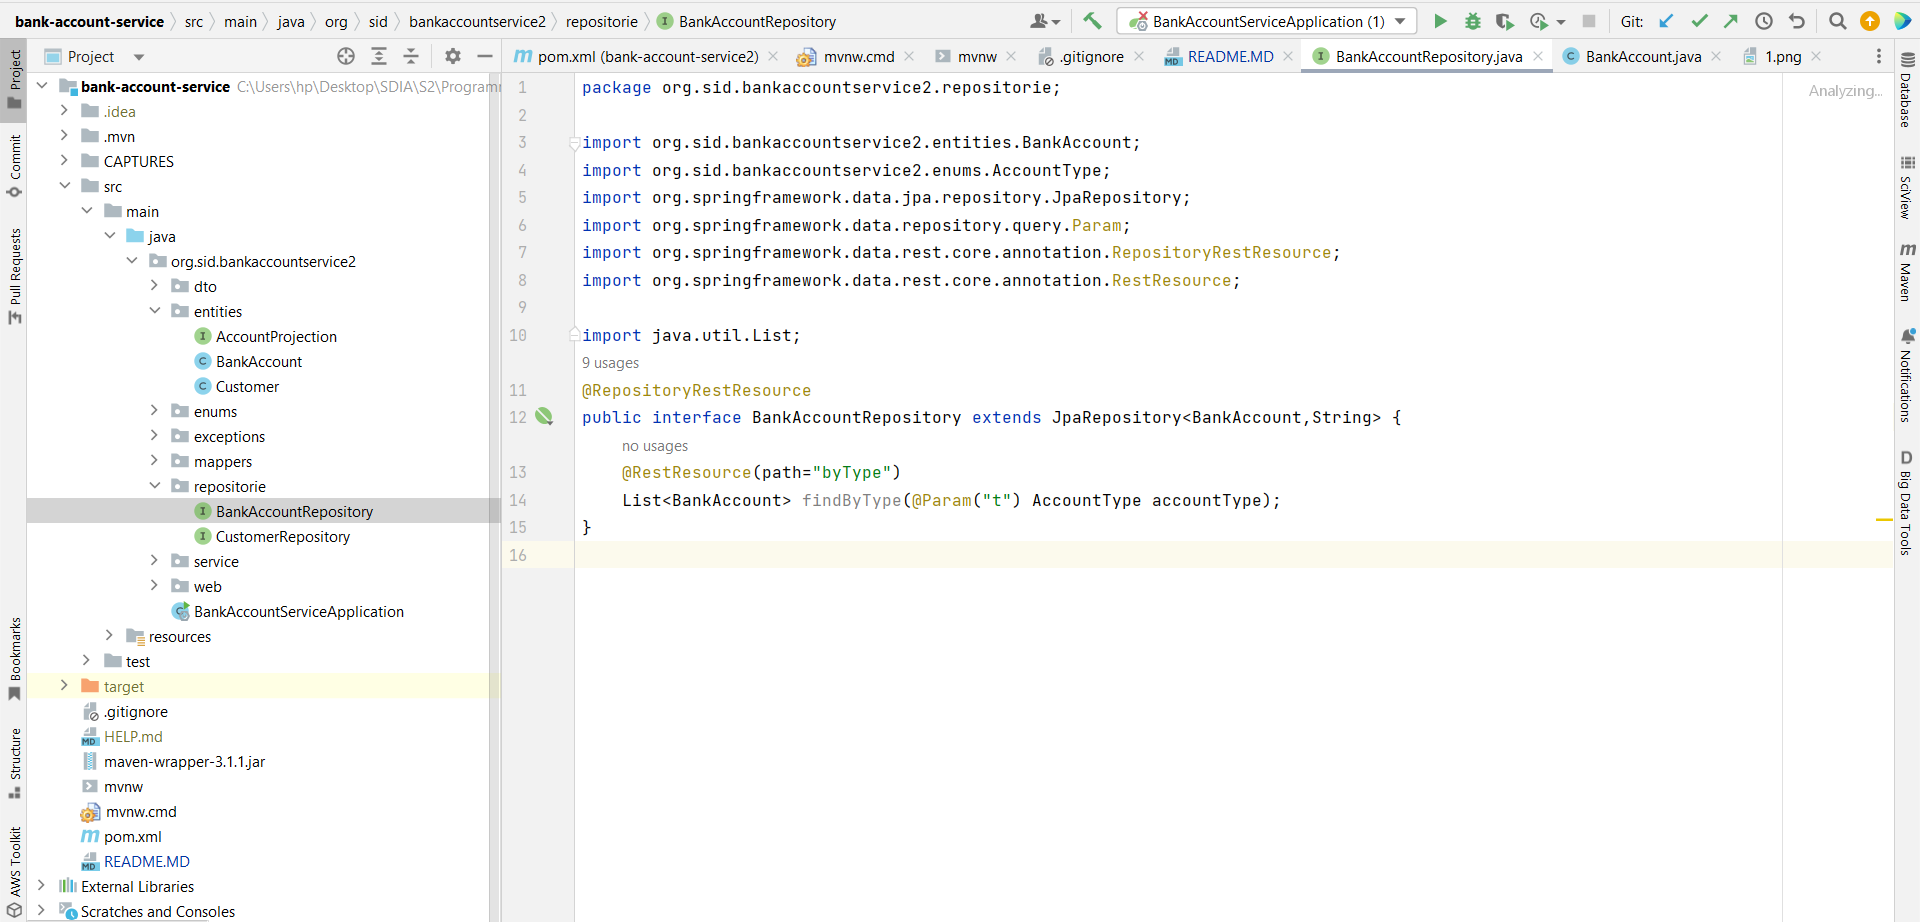 bank-account-service src main java org sid bankaccountservice2 repositorie BankAccountRepository BankAccountServiceApplication (1) Git:
Project pom.xml (bank-account-service2) mvnw.cmd mvnw .gitignore README.MD BankAccountRepository.java BankAccount.java 1.png
Project
Commit
Pull Requests
Bookmarks
Structure
AWS Toolkit
bank-account-service C:\Users\hp\Desktop\SDIA\S2\Programm
.idea
.mvn
CAPTURES
src
main
java
org.sid.bankaccountservice2
dto
entities
AccountProjection
BankAccount
Customer
enums
exceptions
mappers
repositorie
BankAccountRepository
CustomerRepository
service
web
BankAccountServiceApplication
resources
test
target
.gitignore
HELP.md
maven-wrapper-3.1.1.jar
mvnw
mvnw.cmd
pom.xml
README.MD
External Libraries
Scratches and Consoles
1 package org.sid.bankaccountservice2.repositorie;
2
3 import org.sid.bankaccountservice2.entities.BankAccount;
4 import org.sid.bankaccountservice2.enums.AccountType;
5 import org.springframework.data.jpa.repository.JpaRepository;
6 import org.springframework.data.repository.query.Param;
7 import org.springframework.data.rest.core.annotation.RepositoryRestResource;
8 import org.springframework.data.rest.core.annotation.RestResource;
9
10 import java.util.List;
9 usages
11 @RepositoryRestResource
12 public interface BankAccountRepository extends JpaRepository<BankAccount,String> {
no usages
13 @RestResource(path="byType")
14 List<BankAccount> findByType(@Param("t") AccountType accountType);
15 }
16
Analyzing...
Database
SciView
Maven
Notifications
Big Data Tools